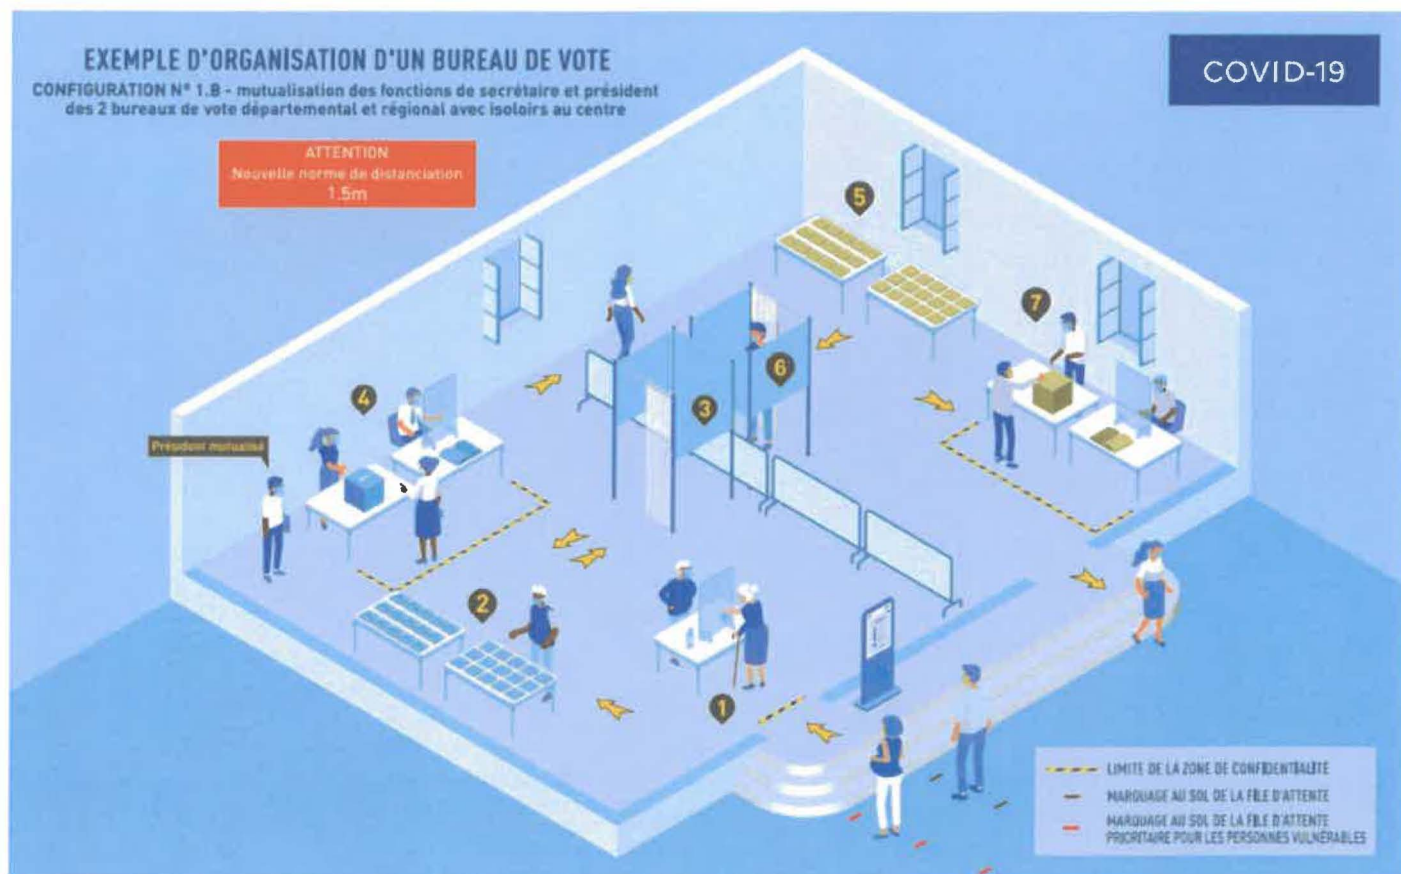 EXEMPLE D'ORGANISATION D'UN BUREAU DE VOTE
CONFIGURATION N° 1.B - mutualisation des fonctions de secrétaire et président
des 2 bureaux de vote départemental et régional avec isoloirs au centre
COVID-19
ATTENTION
Nouvelle norme de distanciation
1.5m
5
7
6
3
4
Président mutualisé
2
1
LIMITE DE LA ZONE DE CONFIDENTIALITÉ
MARQUAGE AU SOL DE LA FILE D'ATTENTE
MARQUAGE AU SOL DE LA FILE D'ATTENTE
PRIORITAIRE POUR LES PERSONNES VULNÉRABLES